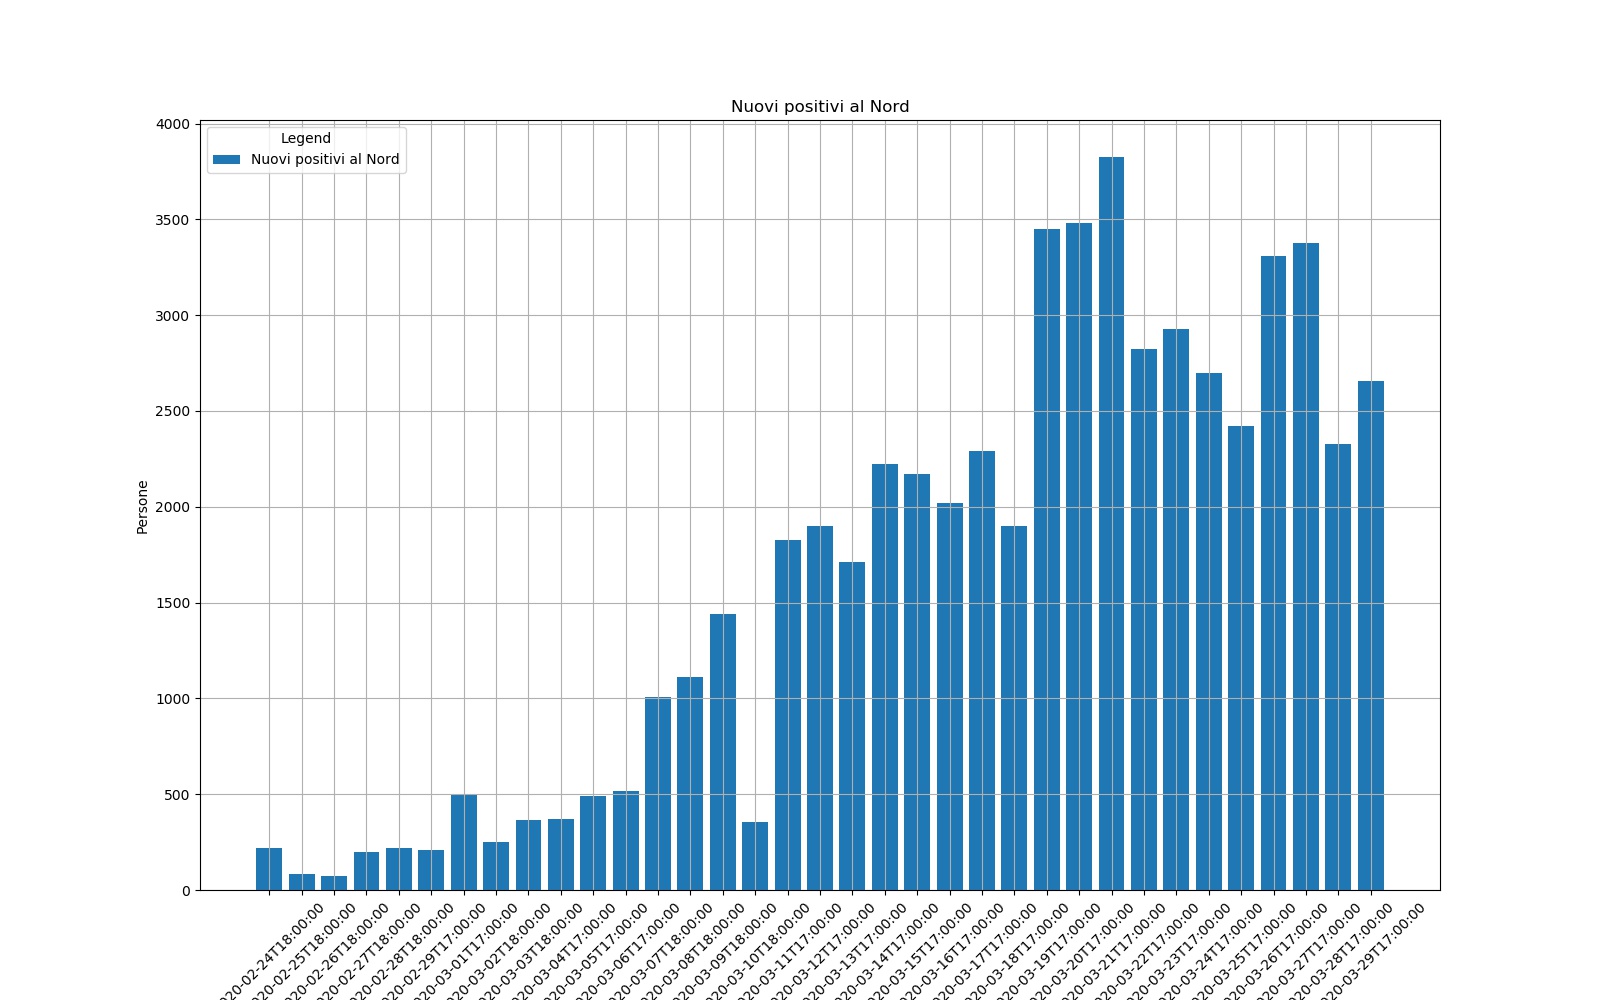 Nuovi positivi al Nord
Legend
Nuovi positivi al Nord
4000
3500
3000
2500
2000
1500
1000
500
0
Persone
020-02-24T18:00:00
020-02-25T18:00:00
020-02-26T18:00:00
020-02-27T18:00:00
020-02-28T18:00:00
020-02-29T17:00:00
020-03-01T17:00:00
020-03-02T18:00:00
020-03-03T18:00:00
020-03-04T17:00:00
020-03-05T17:00:00
020-03-06T17:00:00
020-03-07T18:00:00
020-03-08T18:00:00
020-03-09T18:00:00
020-03-10T18:00:00
020-03-11T17:00:00
020-03-12T17:00:00
020-03-13T17:00:00
020-03-14T17:00:00
020-03-15T17:00:00
020-03-16T17:00:00
020-03-17T17:00:00
020-03-18T17:00:00
020-03-19T17:00:00
020-03-20T17:00:00
020-03-21T17:00:00
020-03-22T17:00:00
020-03-23T17:00:00
020-03-24T17:00:00
020-03-25T17:00:00
020-03-26T17:00:00
020-03-27T17:00:00
020-03-28T17:00:00
020-03-29T17:00:00